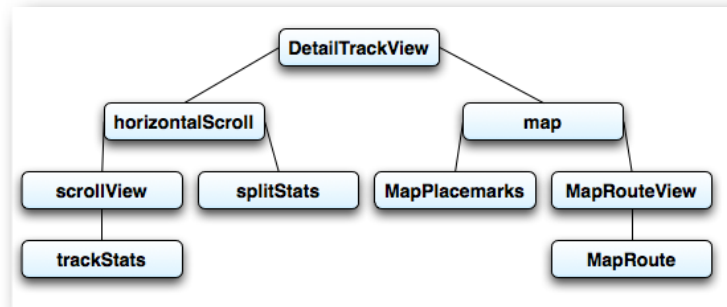 DetailTrackView
horizontalScroll
map
scrollView
splitStats
MapPlacemarks
MapRouteView
trackStats
MapRoute